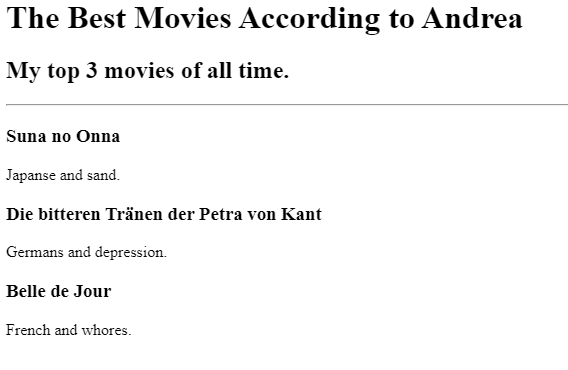 The Best Movies According to Andrea
My top 3 movies of all time.
Suna no Onna
Japanse and sand.
Die bitteren Tränen der Petra von Kant
Germans and depression.
Belle de Jour
French and whores.